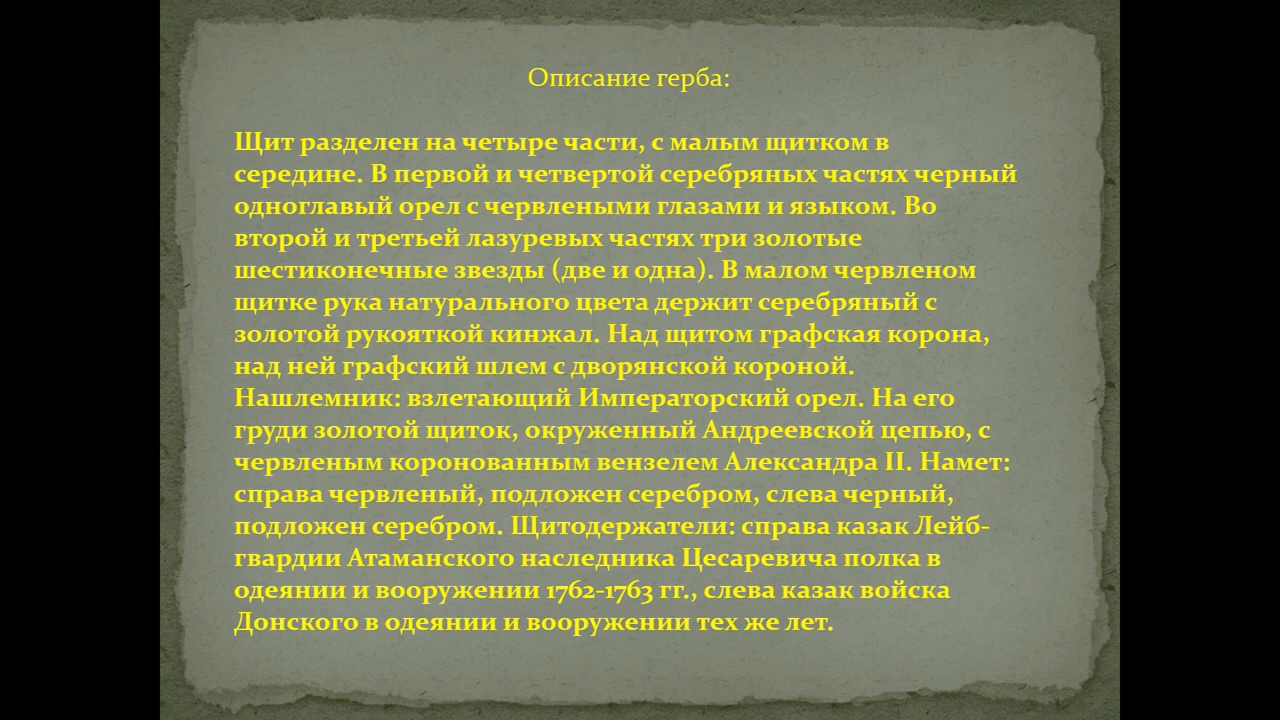 Описание герба:
Щит разделен на четыре части, с малым щитком в
середине. В первой и четвертой серебряных частях черный
одноглавый орел с червлеными глазами и языком. Во
второй и третьей лазуревых частях три золотые
шестиконечные звезды (две и одна). В малом червленом
щитке рука натурального цвета держит серебряный с
золотой рукояткой кинжал. Над щитом графская корона,
над ней графский шлем с дворянской короной.
Нашлемник: взлетающий Императорский орел. На его
груди золотой щиток, окруженный Андреевской цепью, с
червленым коронованным вензелем Александра II. Намет:
справа червленый, подложен серебром, слева черный,
подложен серебром. Щитодержатели: справа казак Лейб-
гвардии Атаманского наследника Цесаревича полка в
одеянии и вооружении 1762-1763 гг., слева казак войска
Донского в одеянии и вооружении тех же лет.